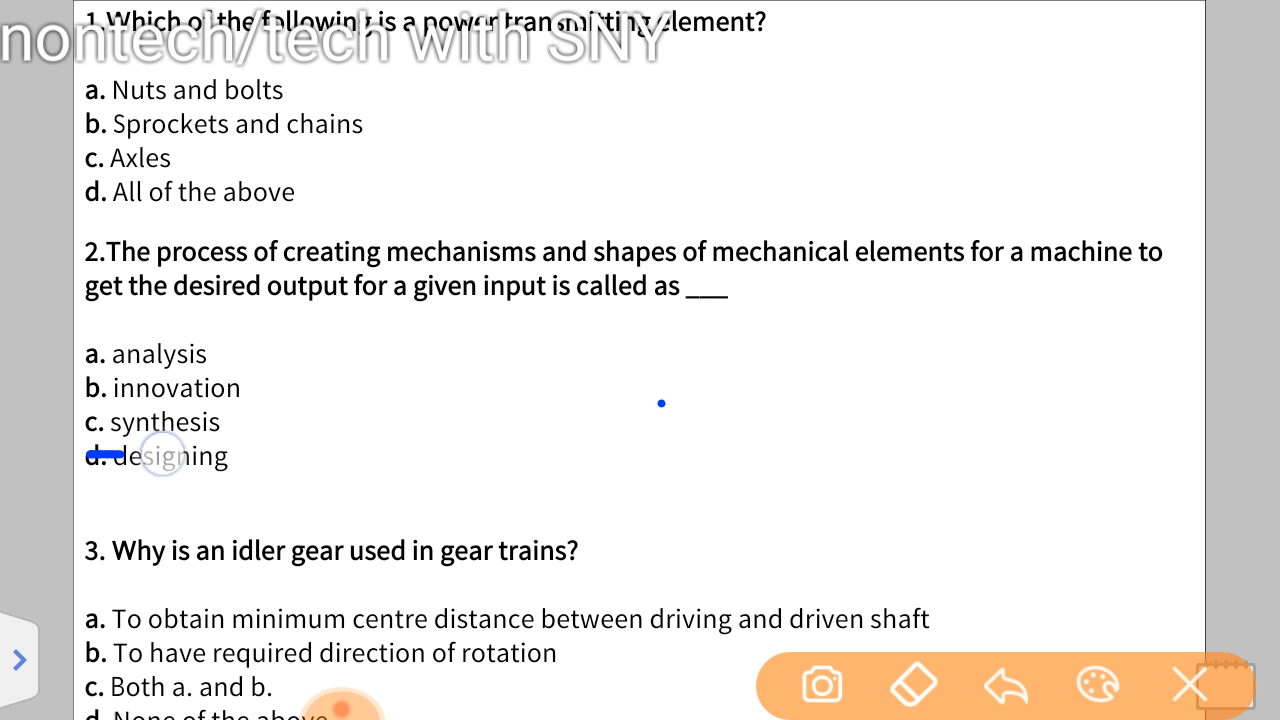 1.Which of the following is a power transmitting element?
nontech/tech with SNY
a. Nuts and bolts
b. Sprockets and chains
c. Axles
d. All of the above
2.The process of creating mechanisms and shapes of mechanical elements for a machine to
get the desired output for a given input is called as ___
a. analysis
b. innovation
c. synthesis
d. designing
3. Why is an idler gear used in gear trains?
a. To obtain minimum centre distance between driving and driven shaft
b. To have required direction of rotation
c. Both a. and b.
d. None of the above